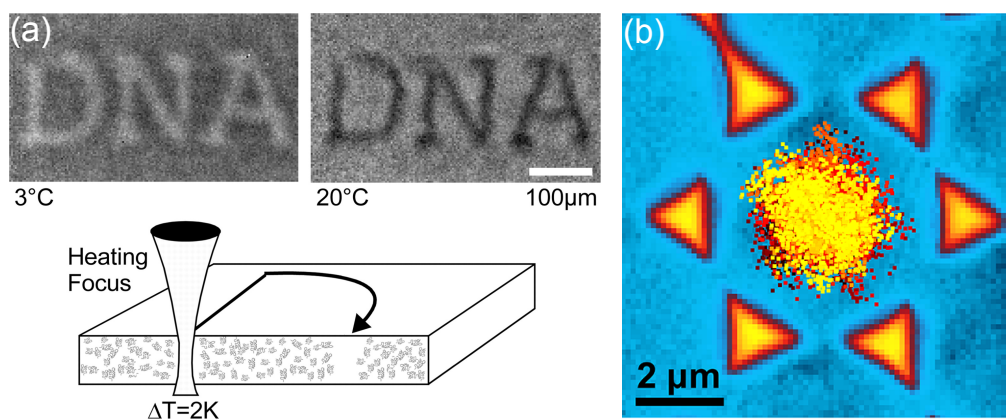 (a)
DNA
DNA
3°C
20°C
100µm
Heating
Focus
ΔT=2K
(b)
2 µm